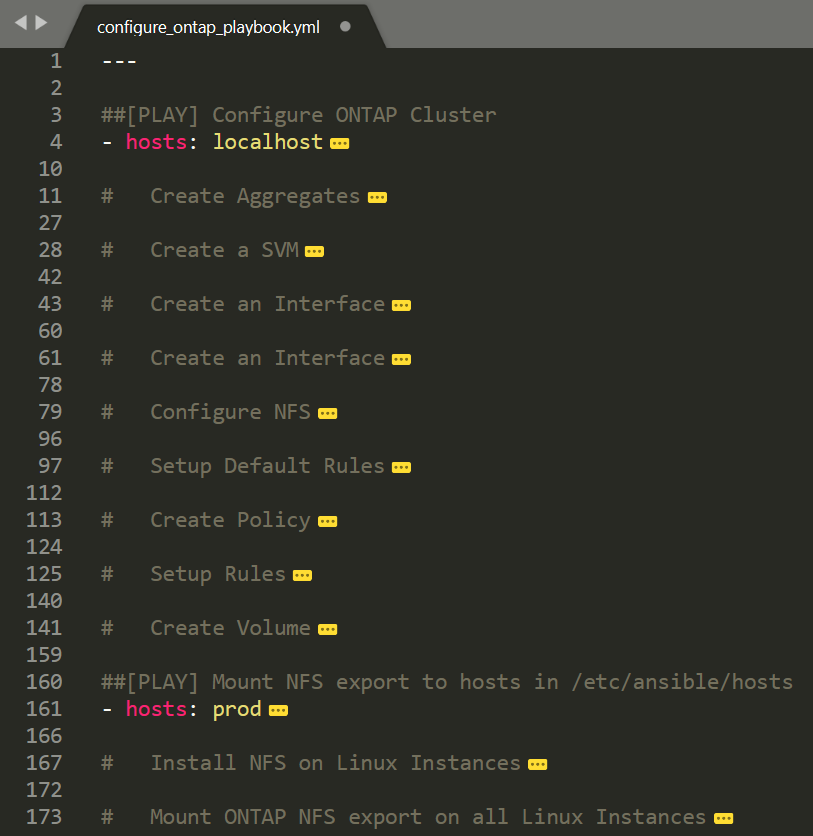 configure_ontap_playbook.yml
1 ---
2
3 ##[PLAY] Configure ONTAP Cluster
4 - hosts: localhost
10
11 #   Create Aggregates
27
28 #   Create a SVM
42
43 #   Create an Interface
60
61 #   Create an Interface
78
79 #   Configure NFS
96
97 #   Setup Default Rules
112
113 #   Create Policy
124
125 #   Setup Rules
140
141 #   Create Volume
159
160 ##[PLAY] Mount NFS export to hosts in /etc/ansible/hosts
161 - hosts: prod
166
167 #   Install NFS on Linux Instances
172
173 #   Mount ONTAP NFS export on all Linux Instances